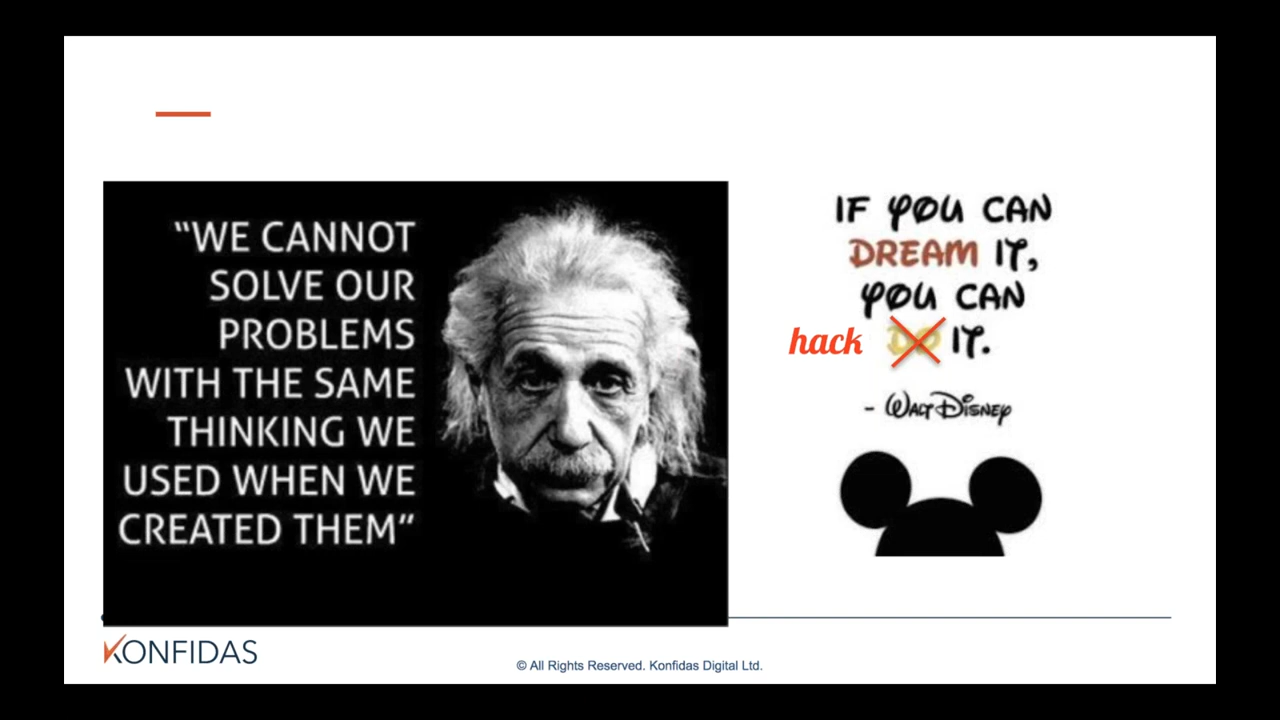 “WE CANNOT
SOLVE OUR
PROBLEMS
WITH THE SAME
THINKING WE
USED WHEN WE
CREATED THEM”
IF YOU CAN
DREAM IT,
YOU CAN
hack DO IT.
- WALT DISNEY
KONFIDAS
© All Rights Reserved. Konfidas Digital Ltd.